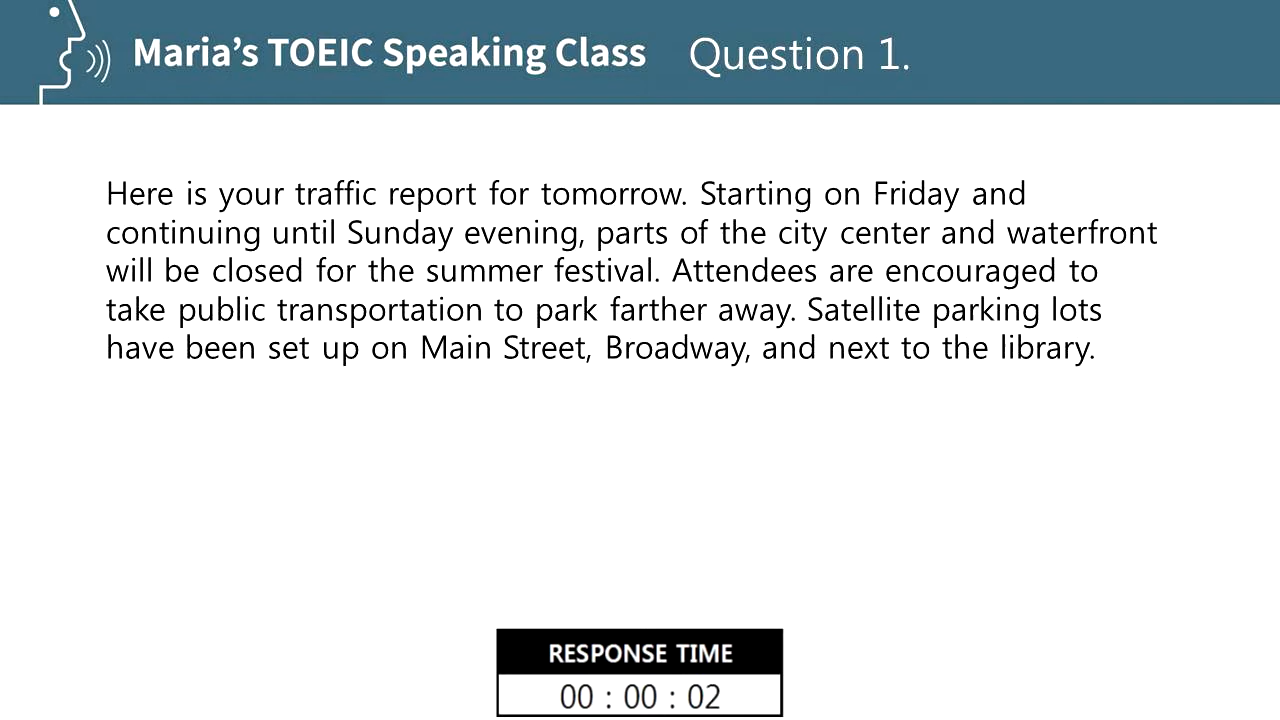 Maria's TOEIC Speaking Class Question 1.
Here is your traffic report for tomorrow. Starting on Friday and
continuing until Sunday evening, parts of the city center and waterfront
will be closed for the summer festival. Attendees are encouraged to
take public transportation to park farther away. Satellite parking lots
have been set up on Main Street, Broadway, and next to the library.
RESPONSE TIME
00 : 00 : 02